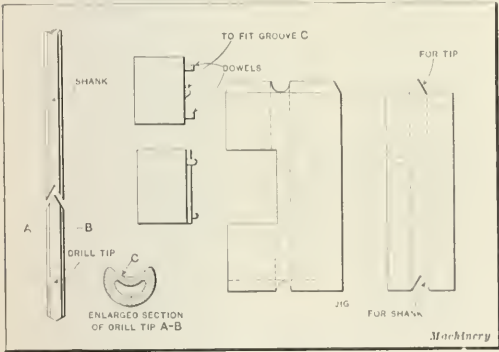 TO FIT GROOVE C
FOR TIP
SHANK
DOWELS
A
-B
DRILL TIP
C
JIG
ENLARGED SECTION
OF DRILL TIP A-B
FOR SHANK
Machinery